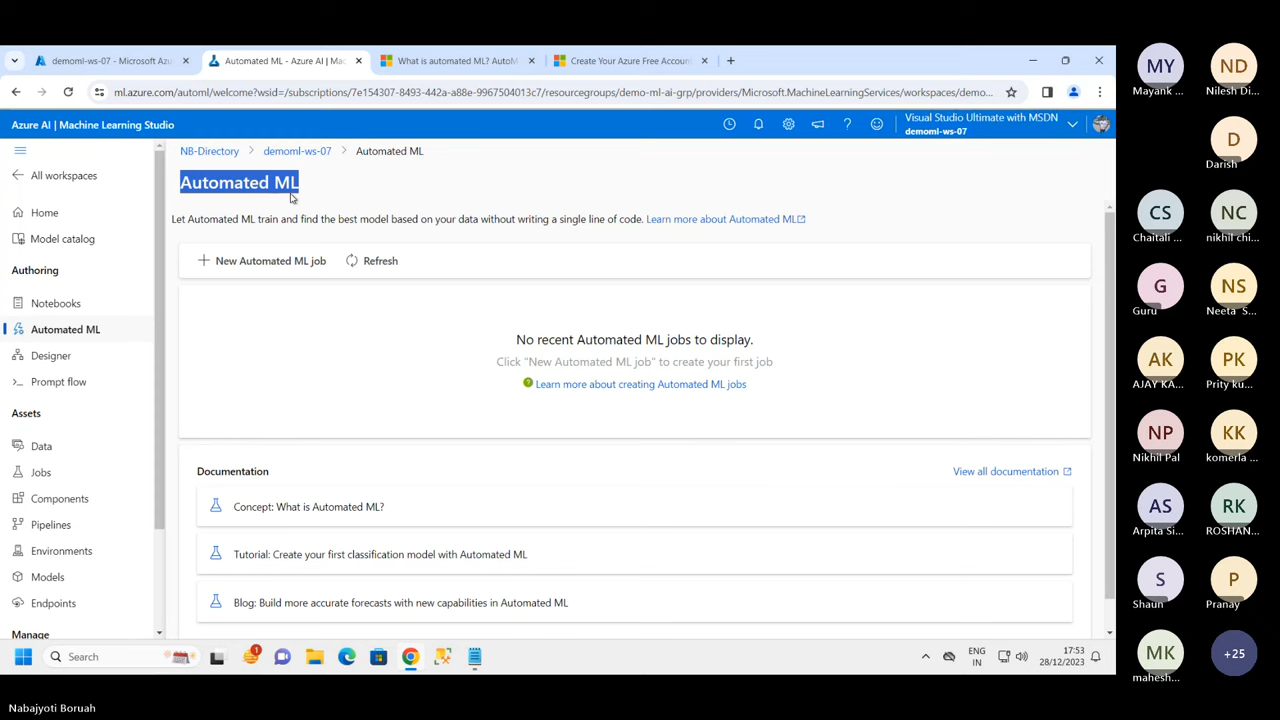 demoml-ws-07 - Microsoft Azu
Automated ML - Azure AI | Mac
What is automated ML? AutoM
Create Your Azure Free Accoun
ml.azure.com/automl/welcome?wsid=/subscriptions/7e154307-8493-442a-a88e-9967504013c7/resourcegroups/demo-ml-ai-grp/providers/Microsoft.MachineLearningServices/workspaces/demo...
Azure AI | Machine Learning Studio
Visual Studio Ultimate with MSDN
demoml-ws-07
All workspaces
Home
Model catalog
Authoring
Notebooks
Automated ML
Designer
Prompt flow
Assets
Data
Jobs
Components
Pipelines
Environments
Models
Endpoints
Manage
NB-Directory > demoml-ws-07 > Automated ML
Automated ML
Let Automated ML train and find the best model based on your data without writing a single line of code. Learn more about Automated ML
New Automated ML job
Refresh
No recent Automated ML jobs to display.
Click "New Automated ML job" to create your first job
Learn more about creating Automated ML jobs
Documentation
View all documentation
Concept: What is Automated ML?
Tutorial: Create your first classification model with Automated ML
Blog: Build more accurate forecasts with new capabilities in Automated ML
Search
1
ENG
IN
17:53
28/12/2023
MY
Mayank ...
ND
Nilesh Di...
D
Darish
CS
Chaitali ...
NC
nikhil chi...
G
Guru
NS
Neeta S...
AK
AJAY KA...
PK
Prity ku...
NP
Nikhil Pal
KK
komerla ...
AS
Arpita Si...
RK
ROSHAN...
S
Shaun
P
Pranay
MK
mahesh...
+25
Nabajyoti Boruah